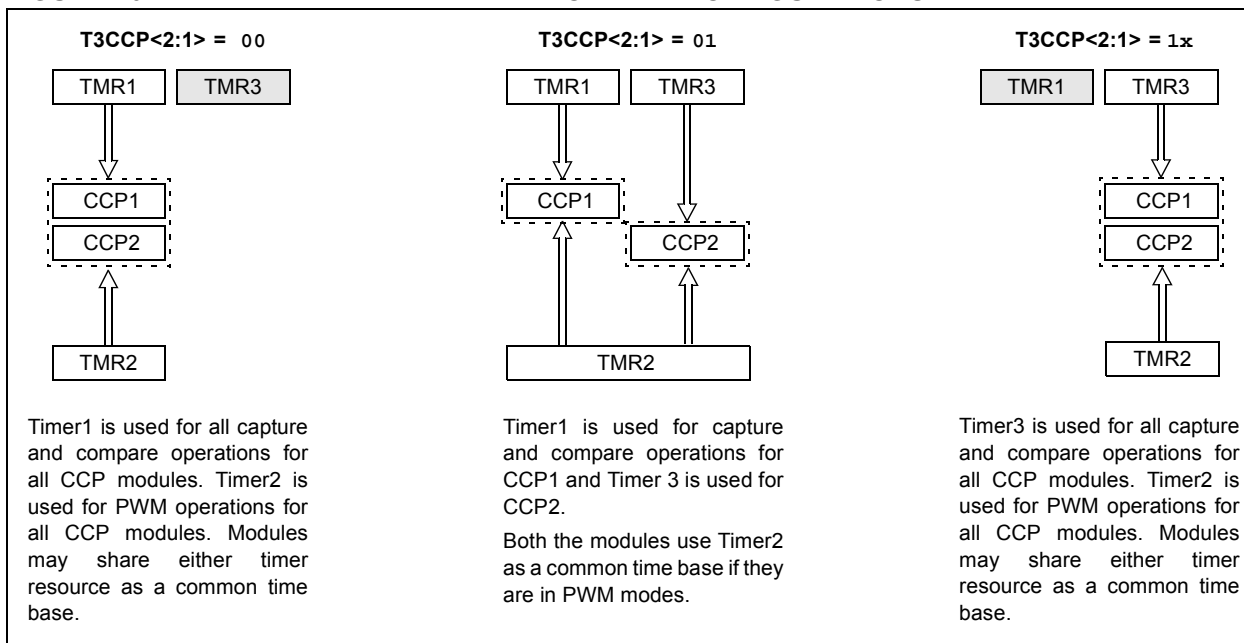 T3CCP<2:1> = 00
TMR1
TMR3
CCP1
CCP2
TMR2
Timer1 is used for all capture
and compare operations for
all CCP modules. Timer2 is
used for PWM operations for
all CCP modules. Modules
may share either timer
resource as a common time
base.
T3CCP<2:1> = 01
TMR1
TMR3
CCP1
CCP2
TMR2
Timer1 is used for capture
and compare operations for
CCP1 and Timer 3 is used for
CCP2.
Both the modules use Timer2
as a common time base if they
are in PWM modes.
T3CCP<2:1> = 1x
TMR1
TMR3
CCP1
CCP2
TMR2
Timer3 is used for all capture
and compare operations for
all CCP modules. Timer2 is
used for PWM operations for
all CCP modules. Modules
may share either timer
resource as a common time
base.